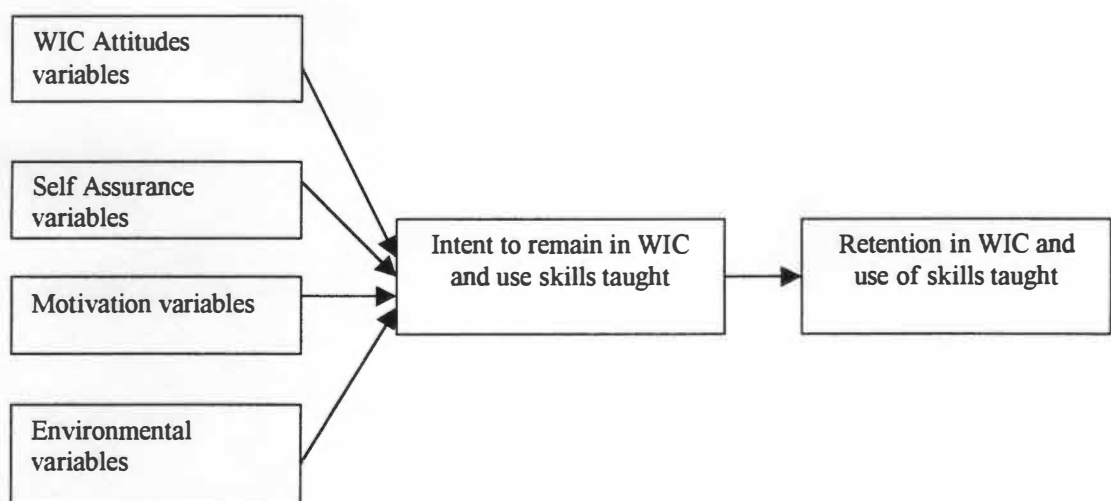 WIC Attitudes
variables
Self Assurance
variables
Motivation variables
Environmental
variables
Intent to remain in WIC
and use skills taught
Retention in WIC and
use of skills taught